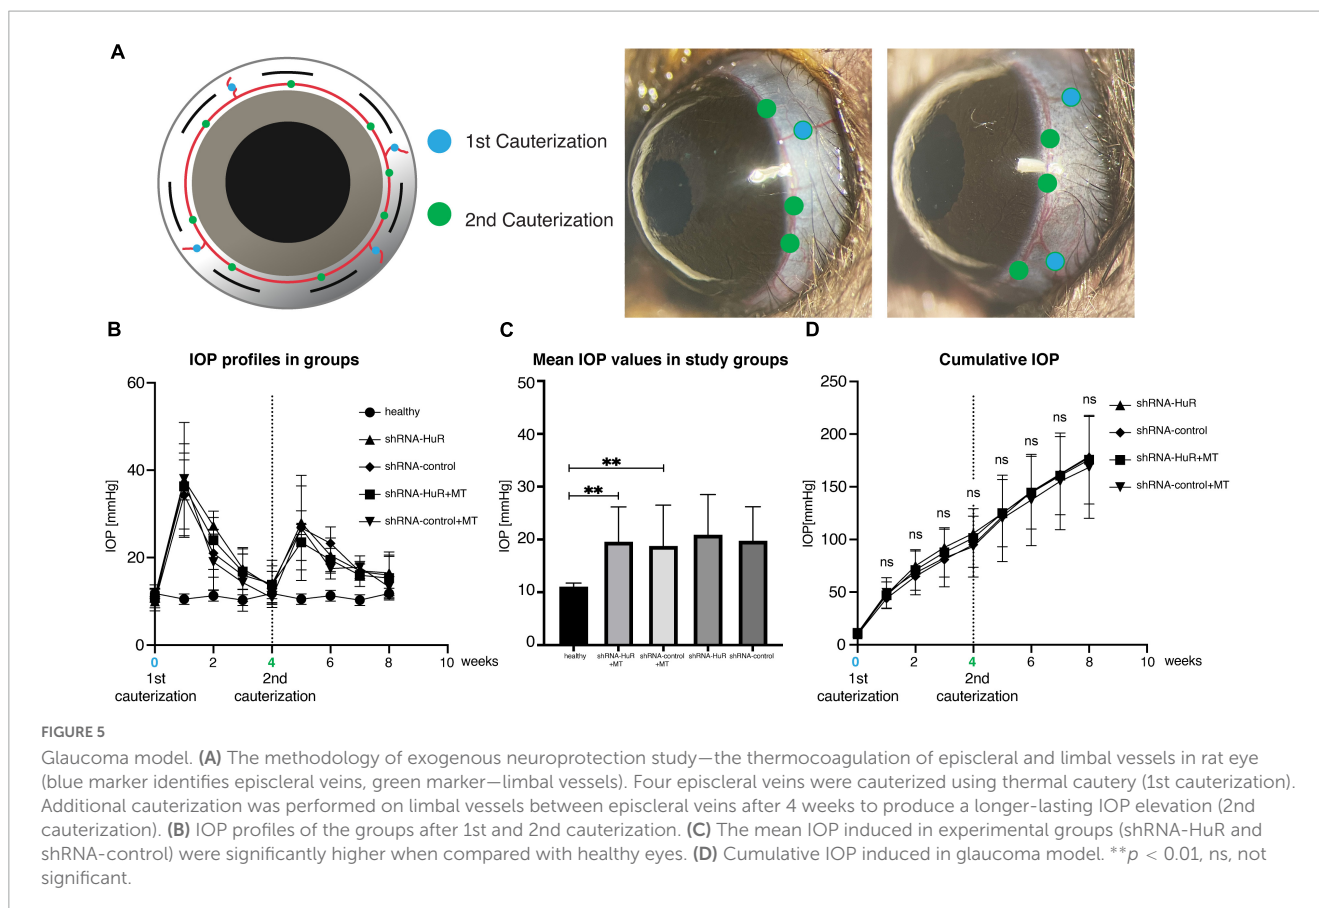 A
1st Cauterization
2nd Cauterization
B
IOP profiles in groups
60
40
20
0
IOP [mmHg]
healthy
shRNA-HuR
shRNA-control
shRNA-HuR+MT
shRNA-control+MT
0 2 4 6 8 10 weeks
1st
cauterization
2nd
cauterization
C
Mean IOP values in study groups
50
40
30
20
10
0
IOP [mmHg]
**
**
healthy
shRNA-HuR
+MT
shRNA-control
+MT
shRNA-HuR
shRNA-control
D
Cumulative IOP
250
200
150
100
50
0
IOP[mmHg]
ns ns ns ns ns ns ns ns
shRNA-HuR
shRNA-control
shRNA-HuR+MT
shRNA-control+MT
0 2 4 6 8 10 weeks
1st
cauterization
2nd
cauterization
FIGURE 5
Glaucoma model. (A) The methodology of exogenous neuroprotection study—the thermocoagulation of episcleral and limbal vessels in rat eye
(blue marker identifies episcleral veins, green marker—limbal vessels). Four episcleral veins were cauterized using thermal cautery (1st cauterization).
Additional cauterization was performed on limbal vessels between episcleral veins after 4 weeks to produce a longer-lasting IOP elevation (2nd
cauterization). (B) IOP profiles of the groups after 1st and 2nd cauterization. (C) The mean IOP induced in experimental groups (shRNA-HuR and
shRNA-control) were significantly higher when compared with healthy eyes. (D) Cumulative IOP induced in glaucoma model. **p < 0.01, ns, not
significant.